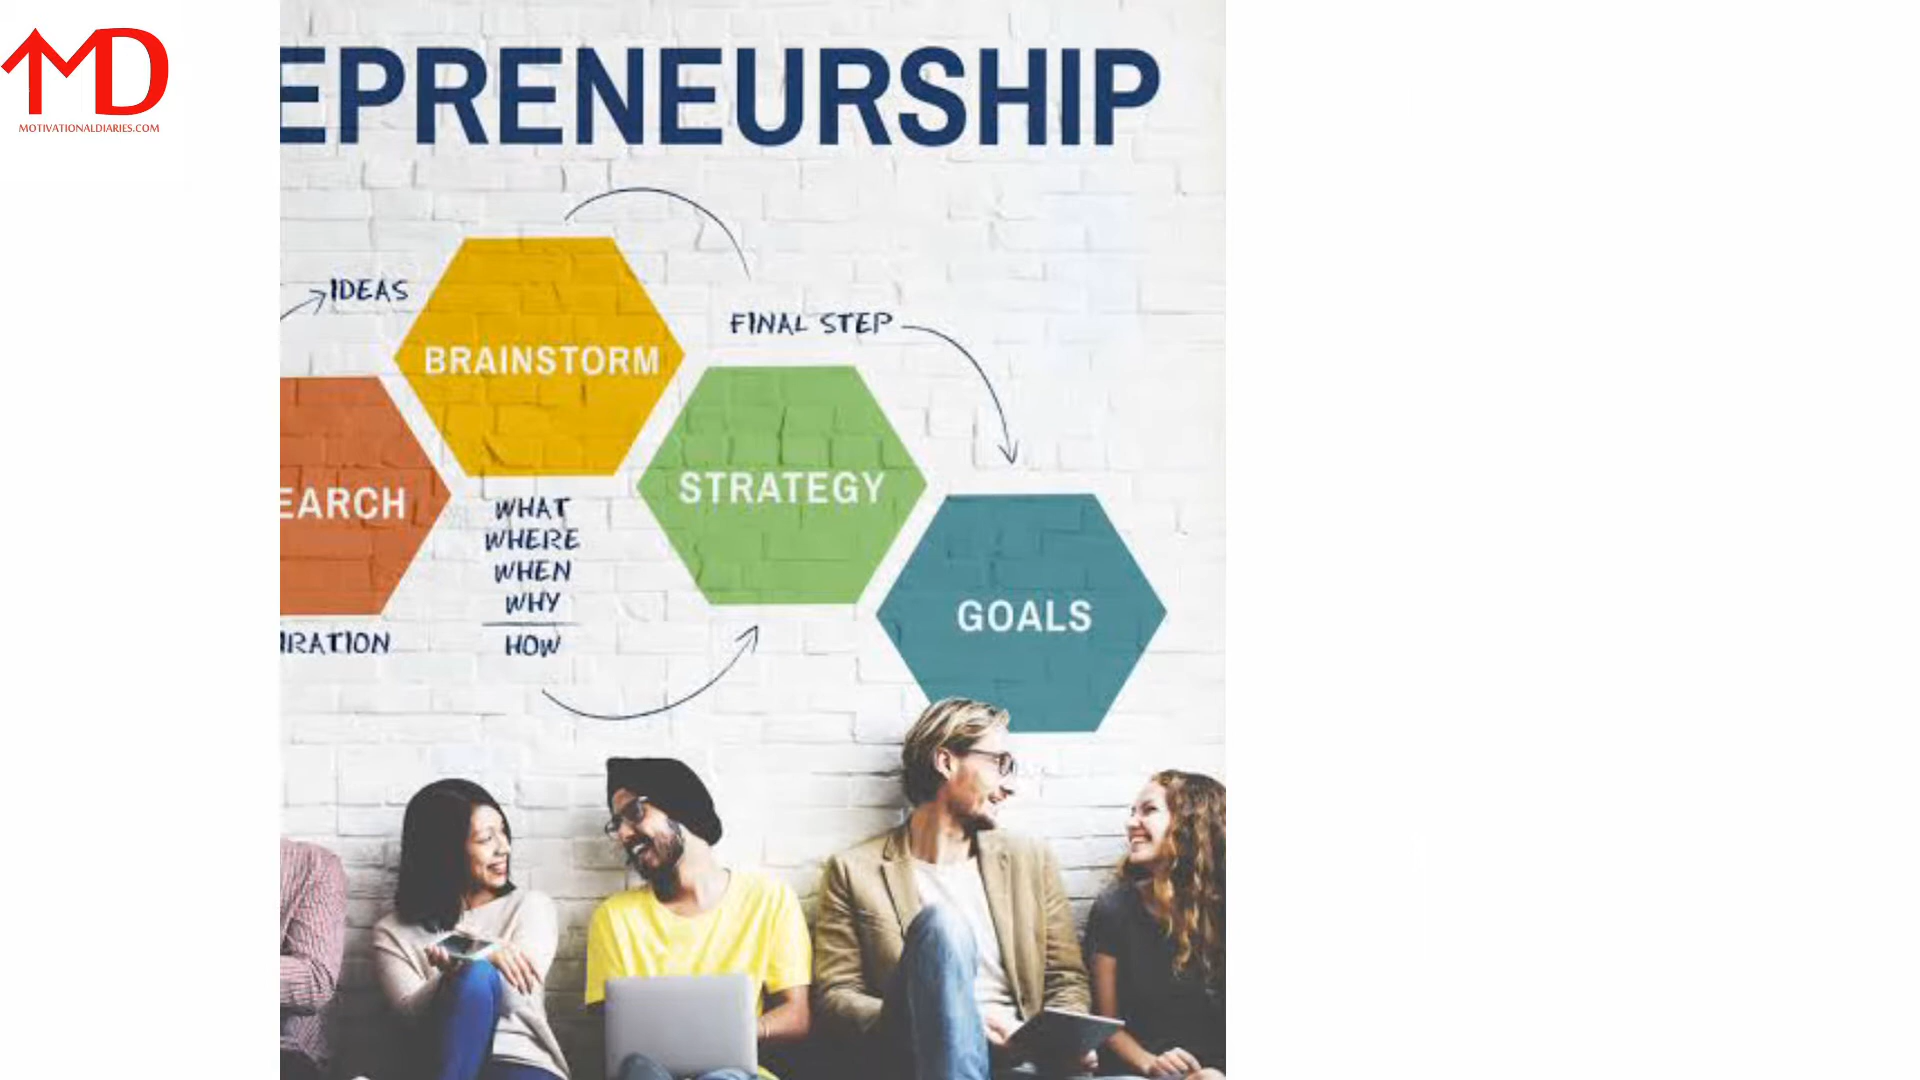 MD
MOTIVATIONALDIARIES.COM
EPRENEURSHIP
IDEAS
BRAINSTORM
FINAL STEP
EARCH
STRATEGY
WHAT
WHERE
WHEN
WHY
HOW
GOALS
IRATION